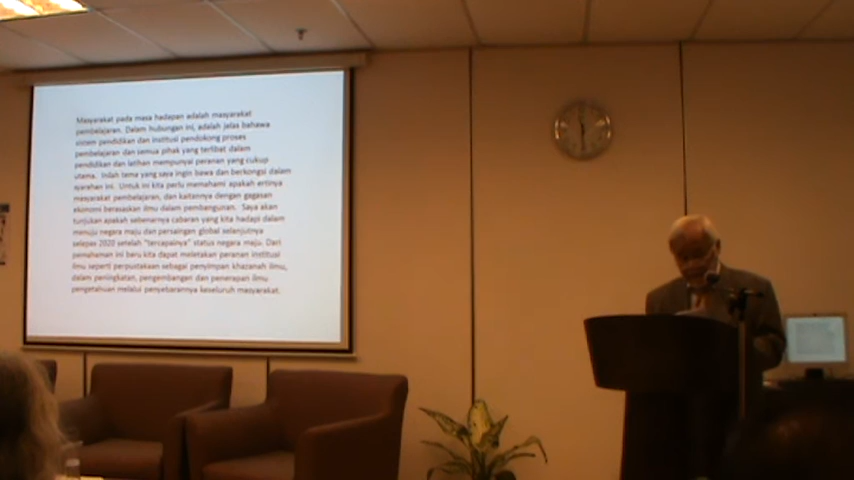 Masyarakat pada masa hadapan adalah masyarakat
pembelajaran. Dalam hubungan ini, adalah jelas bahawa
sistem pendidikan dan institusi pendokong proses
pembelajaran dan semua pihak yang terlibat dalam
pendidikan dan latihan mempunyai peranan yang cukup
utama. Inilah tema yang saya ingin bawa dan berkongsi dalam
syarahan ini. Untuk ini kita perlu memahami apakah ertinya
masyarakat pembelajaran, dan kaitannya dengan gagasan
ekonomi berasaskan ilmu dalam pembangunan. Saya akan
tunjukan apakah sebenarnya cabaran yang kita hadapi dalam
menuju negara maju dan persaingan global selanjutnya
selepas 2020 setelah "tercapainya" status negara maju. Dari
pemahaman ini baru kita dapat meletakan peranan institusi
ilmu seperti perpustakaan sebagai penyimpan khazanah ilmu,
dalam peningkatan, pengembangan dan penerapan ilmu
pengetahuan melalui penyebarannya keseluruh masyarakat.